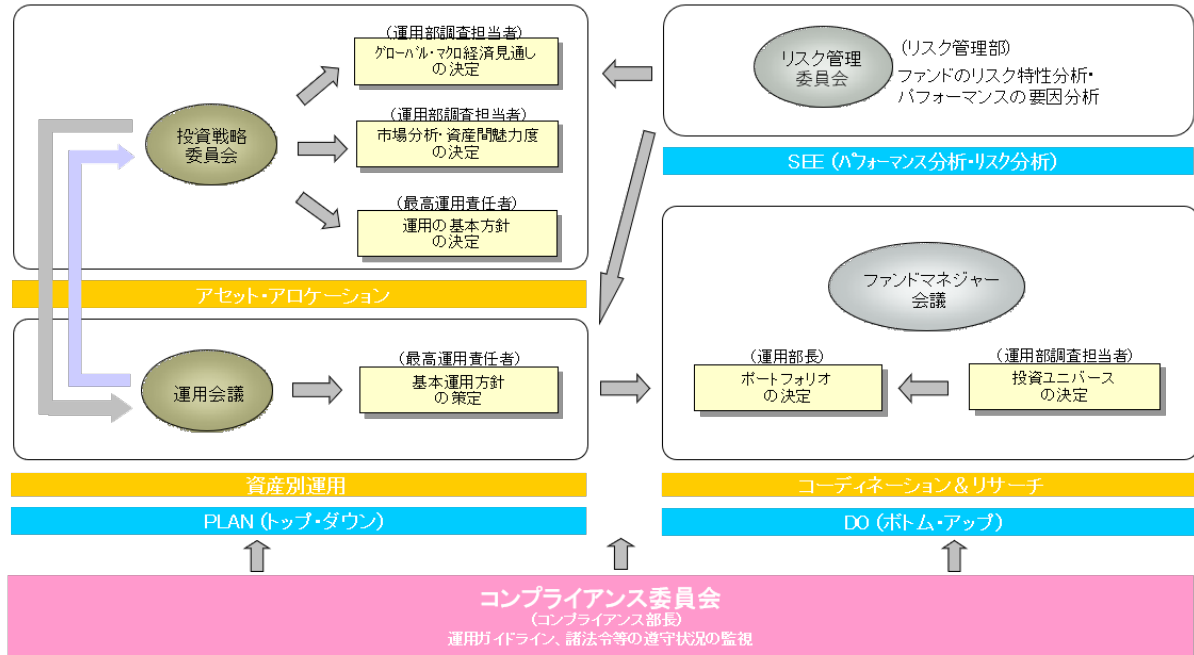 (運用部調査担当者)
グローバル・マクロ経済見通し
の決定
(運用部調査担当者)
市場分析・資産間魅力度
の決定
(最高運用責任者)
運用の基本方針
の決定
投資戦略
委員会
アセット・アロケーション
運用会議
(最高運用責任者)
基本運用方針
の策定
資産別運用
PLAN (トップ・ダウン)
リスク管理
委員会
(リスク管理部)
ファンドのリスク特性分析・
パフォーマンスの要因分析
SEE (パフォーマンス分析・リスク分析)
ファンドマネジャー
会議
(運用部長)
ポートフォリオ
の決定
(運用部調査担当者)
投資ユニバース
の決定
コーディネーション&リサーチ
DO (ボトム・アップ)
コンプライアンス委員会
(コンプライアンス部長)
運用ガイドライン、諸法令等の遵守状況の監視